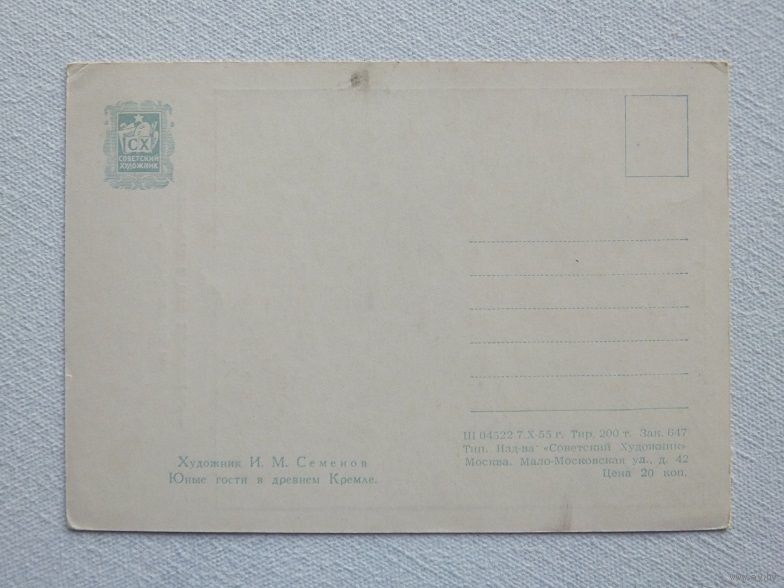 СХ
СОВЕТСКИЙ
ХУДОЖНИК
Художник И. М. Семенов
Юные гости в древнем Кремле.
Ш 04522 7.X-55 г. Тир. 200 т. Зак. 647
Тип. Изд-ва «Советский Художник»
Москва. Мало-Московская ул., д. 42
Цена 20 коп.